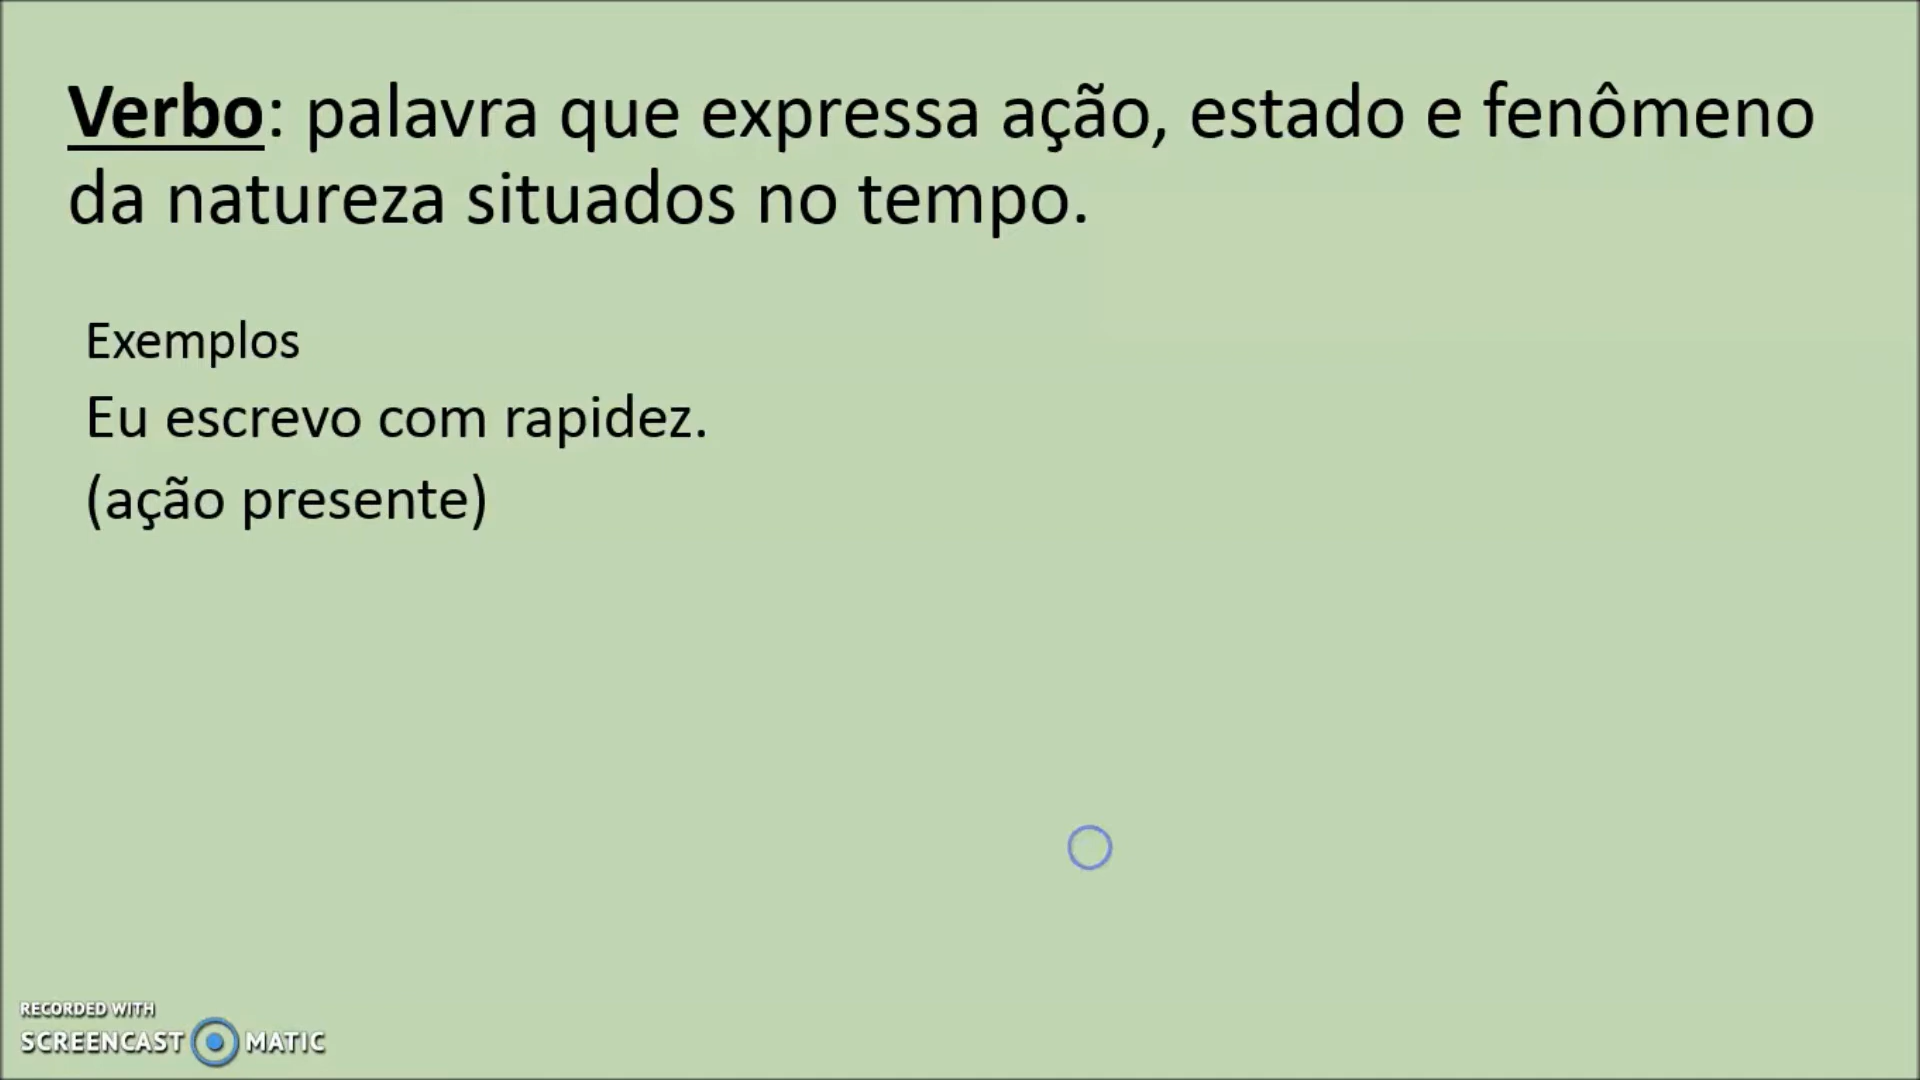 Verbo: palavra que expressa ação, estado e fenômeno
da natureza situados no tempo.
Exemplos
Eu escrevo com rapidez.
(ação presente)
RECORDED WITH
SCREENCAST MATIC